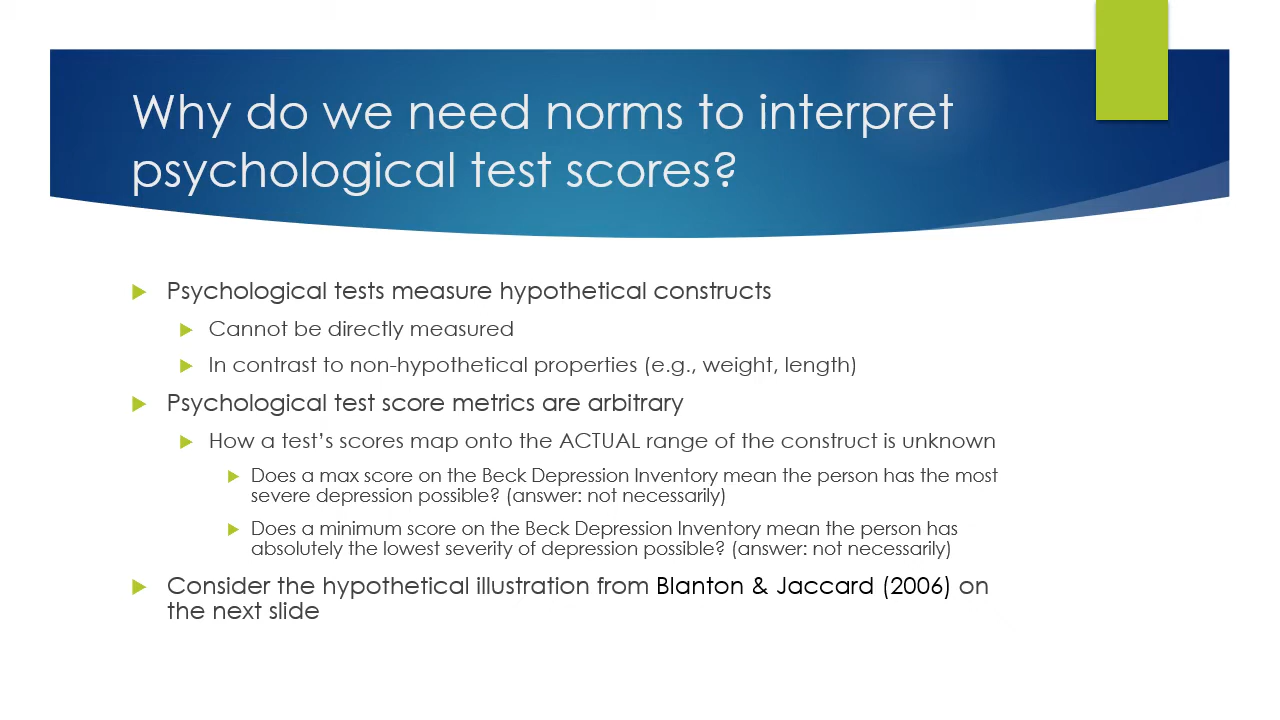 Why do we need norms to interpret
psychological test scores?
Psychological tests measure hypothetical constructs
Cannot be directly measured
In contrast to non-hypothetical properties (e.g., weight, length)
Psychological test score metrics are arbitrary
How a test’s scores map onto the ACTUAL range of the construct is unknown
Does a max score on the Beck Depression Inventory mean the person has the most
severe depression possible? (answer: not necessarily)
Does a minimum score on the Beck Depression Inventory mean the person has
absolutely the lowest severity of depression possible? (answer: not necessarily)
Consider the hypothetical illustration from Blanton & Jaccard (2006) on
the next slide